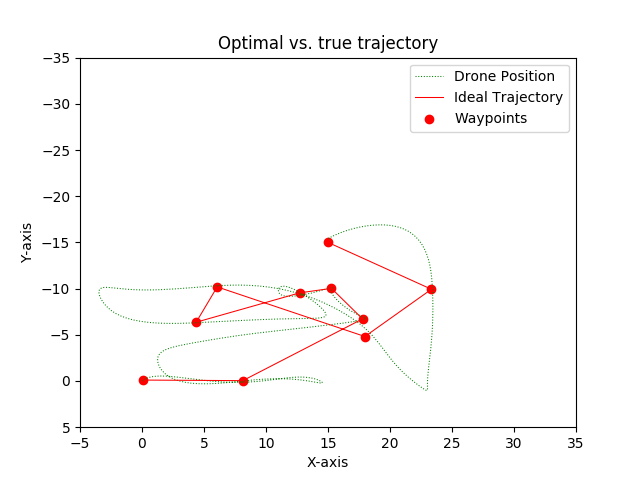 Optimal vs. true trajectory
Drone Position
Ideal Trajectory
Waypoints
Y-axis
−35
−30
−25
−20
−15
−10
−5
0
5
−5 0 5 10 15 20 25 30 35
X-axis